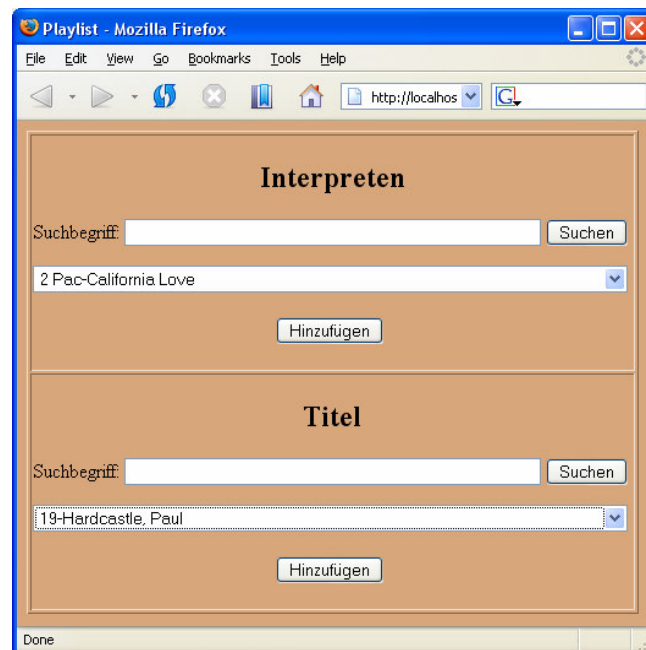 Playlist - Mozilla Firefox
File Edit View Go Bookmarks Tools Help
http://localhos G
Interpreten
Suchbegriff: Suchen
2 Pac-California Love
Hinzufügen
Titel
Suchbegriff: Suchen
19-Hardcastle, Paul
Hinzufügen
Done